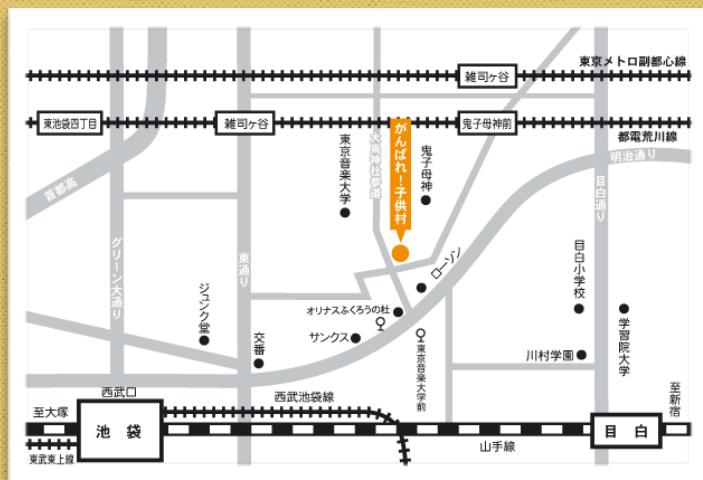 東京メトロ副都心線
雑司ヶ谷
東池袋四丁目
雑司ヶ谷
鬼子母神前
都電荒川線
明治通り
首都高
グリーン大通り
東通り
東京音楽大学
がんばれ!子供村
鬼子母神
目白通り
ローソン
目白小学校
学習院大学
川村学園
ジュンク堂
交番
オリナスふくろうの杜
サンクス
東京音楽大学前
西武口
西武池袋線
至大塚
池袋
東武東上線
山手線
目白
至新宿